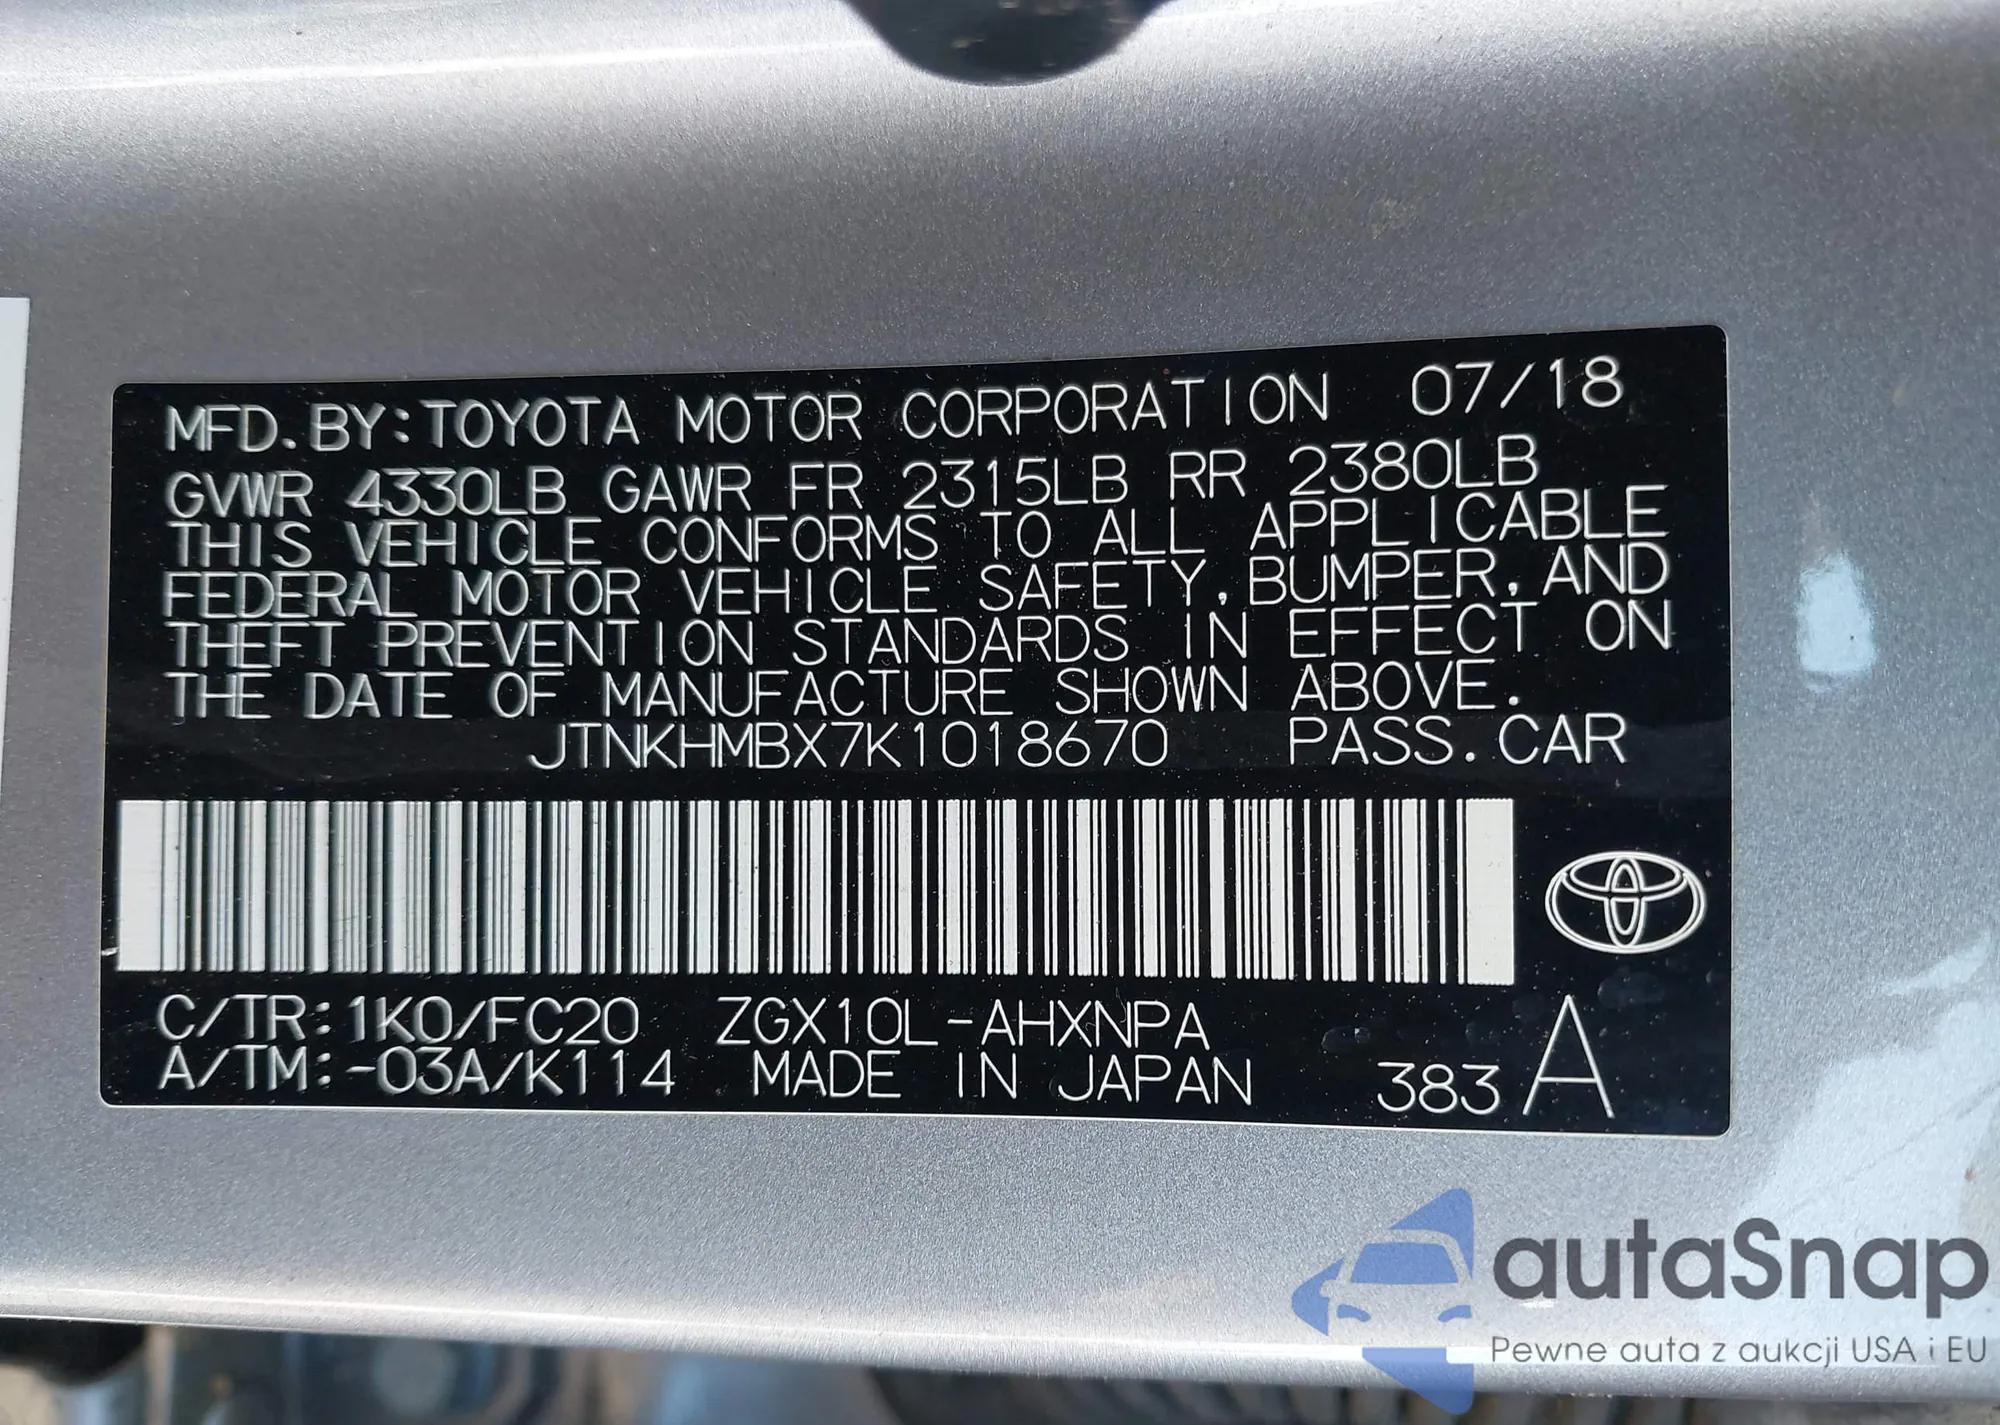 MFD. BY: TOYOTA MOTOR CORPORATION 07/18
GVWR 4330LB GAWR FR 2315LB RR 2380LB
THIS VEHICLE CONFORMS TO ALL APPLICABLE
FEDERAL MOTOR VEHICLE SAFETY, BUMPER, AND
THEFT PREVENTION STANDARDS IN EFFECT ON
THE DATE OF MANUFACTURE SHOWN ABOVE.
JTNKHMBX7K1018670 PASS. CAR
C/TR: 1K0/FC20 ZGX10L-AHXNPA
A/TM: -03A/K114 MADE IN JAPAN 383 A
autaSnap
Pewne auta z aukcji USA i EU